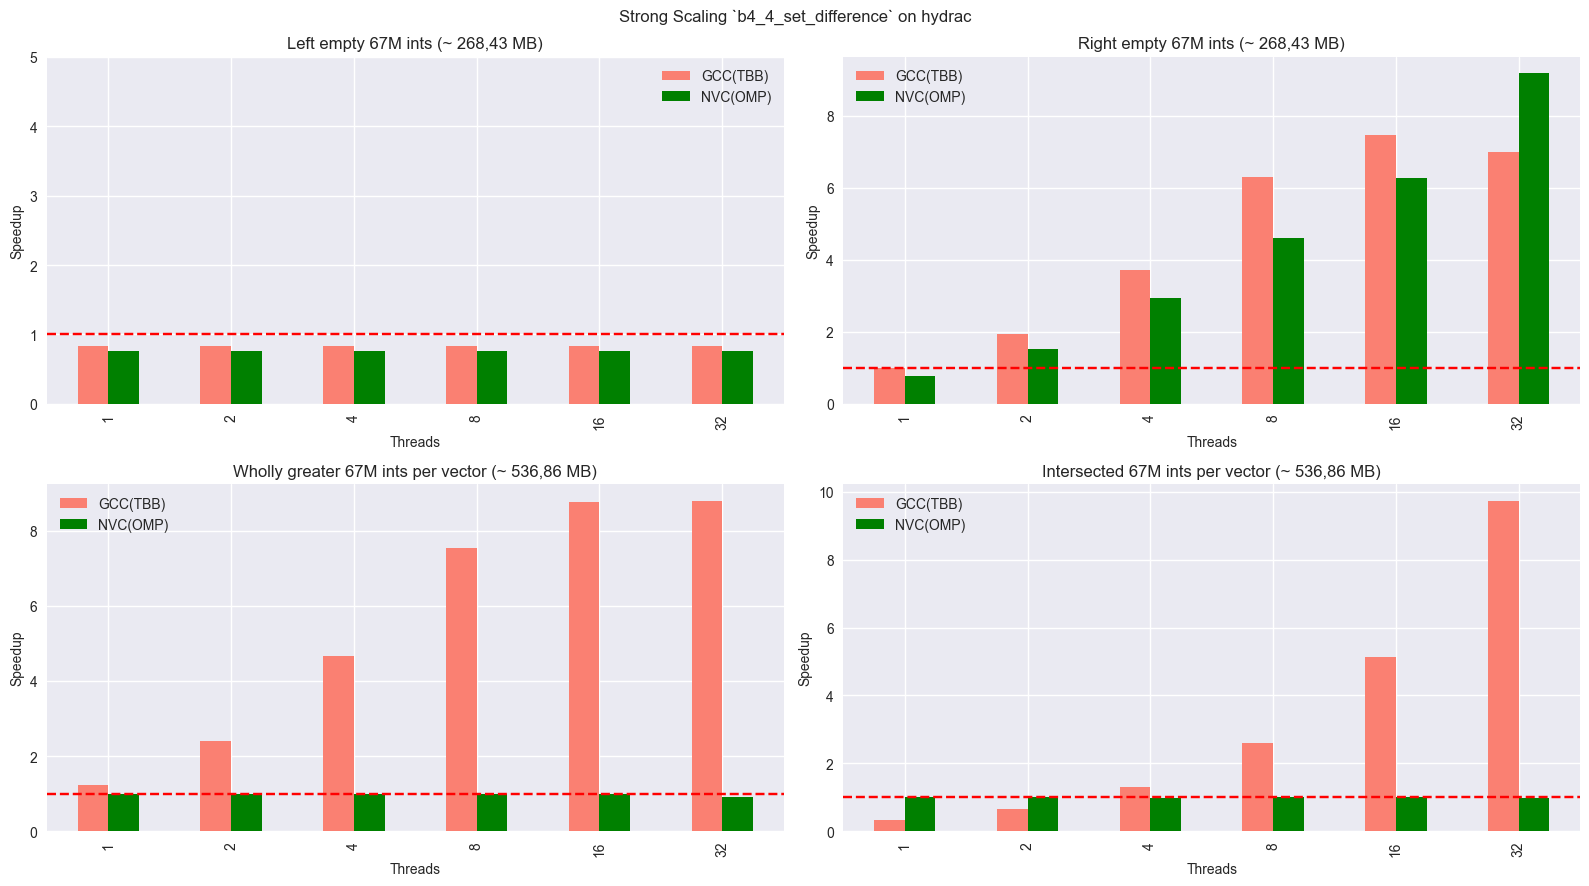 Strong Scaling `b4_4_set_difference` on hydrac
Left empty 67M ints (~ 268,43 MB)
5
4
3
2
1
0
Speedup
GCC(TBB)
NVC(OMP)
1
2
4
8
16
32
Threads
Right empty 67M ints (~ 268,43 MB)
8
6
4
2
0
Speedup
GCC(TBB)
NVC(OMP)
1
2
4
8
16
32
Threads
Wholly greater 67M ints per vector (~ 536,86 MB)
8
6
4
2
0
Speedup
GCC(TBB)
NVC(OMP)
1
2
4
8
16
32
Threads
Intersected 67M ints per vector (~ 536,86 MB)
10
8
6
4
2
0
Speedup
GCC(TBB)
NVC(OMP)
1
2
4
8
16
32
Threads